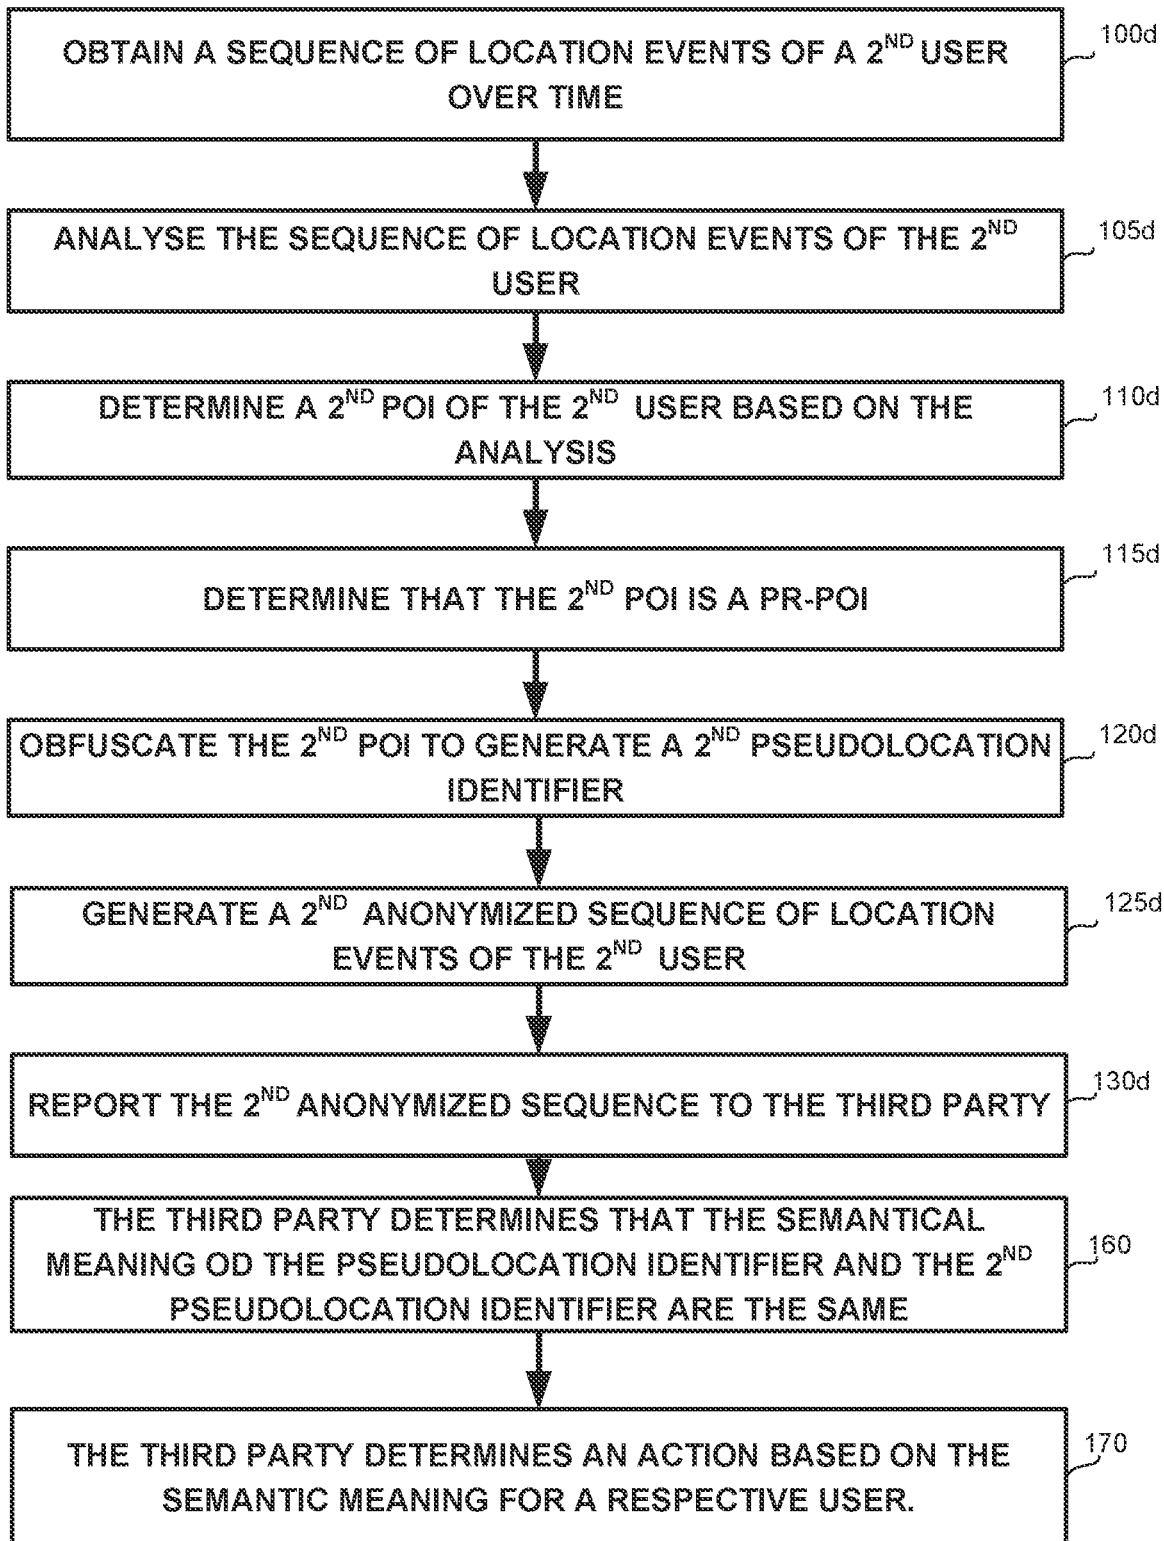 OBTAIN A SEQUENCE OF LOCATION EVENTS OF A 2ND USER
OVER TIME
100d
ANALYSE THE SEQUENCE OF LOCATION EVENTS OF THE 2ND
USER
105d
DETERMINE A 2ND POI OF THE 2ND USER BASED ON THE
ANALYSIS
110d
DETERMINE THAT THE 2ND POI IS A PR-POI
115d
OBFUSCATE THE 2ND POI TO GENERATE A 2ND PSEUDOLOCATION
IDENTIFIER
120d
GENERATE A 2ND ANONYMIZED SEQUENCE OF LOCATION
EVENTS OF THE 2ND USER
125d
REPORT THE 2ND ANONYMIZED SEQUENCE TO THE THIRD PARTY
130d
THE THIRD PARTY DETERMINES THAT THE SEMANTICAL
MEANING OD THE PSEUDOLOCATION IDENTIFIER AND THE 2ND
PSEUDOLOCATION IDENTIFIER ARE THE SAME
160
THE THIRD PARTY DETERMINES AN ACTION BASED ON THE
SEMANTIC MEANING FOR A RESPECTIVE USER.
170